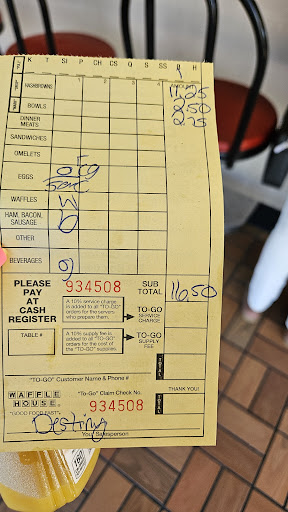 K T SI P CH CS Q S SS B H
HASHBROWNS
AMOUNT
11.25
BOWLS
2.50
DINNER MEATS
2.75
SANDWICHES
OMELETS
EGGS
WAFFLES
HAM, BACON, SAUSAGE
OTHER
BEVERAGES
PLEASE PAY AT CASH REGISTER
934508
SUB TOTAL
16.50
A 10% service charge is added to all "TO-GO" orders for the servers who prepare them.
TO-GO SERVICE CHARGE
TABLE #
A 10% supply fee is added to all "TO-GO" orders for the cost of the "TO-GO" supplies.
TO-GO SUPPLY FEE
TOTAL
"TO-GO" Customer Name & Phone #
THANK YOU!
WAFFLE HOUSE
"GOOD FOOD FAST"
"To-Go" Claim Check No.
934508
TOTAL
Destiny
Your Salesperson